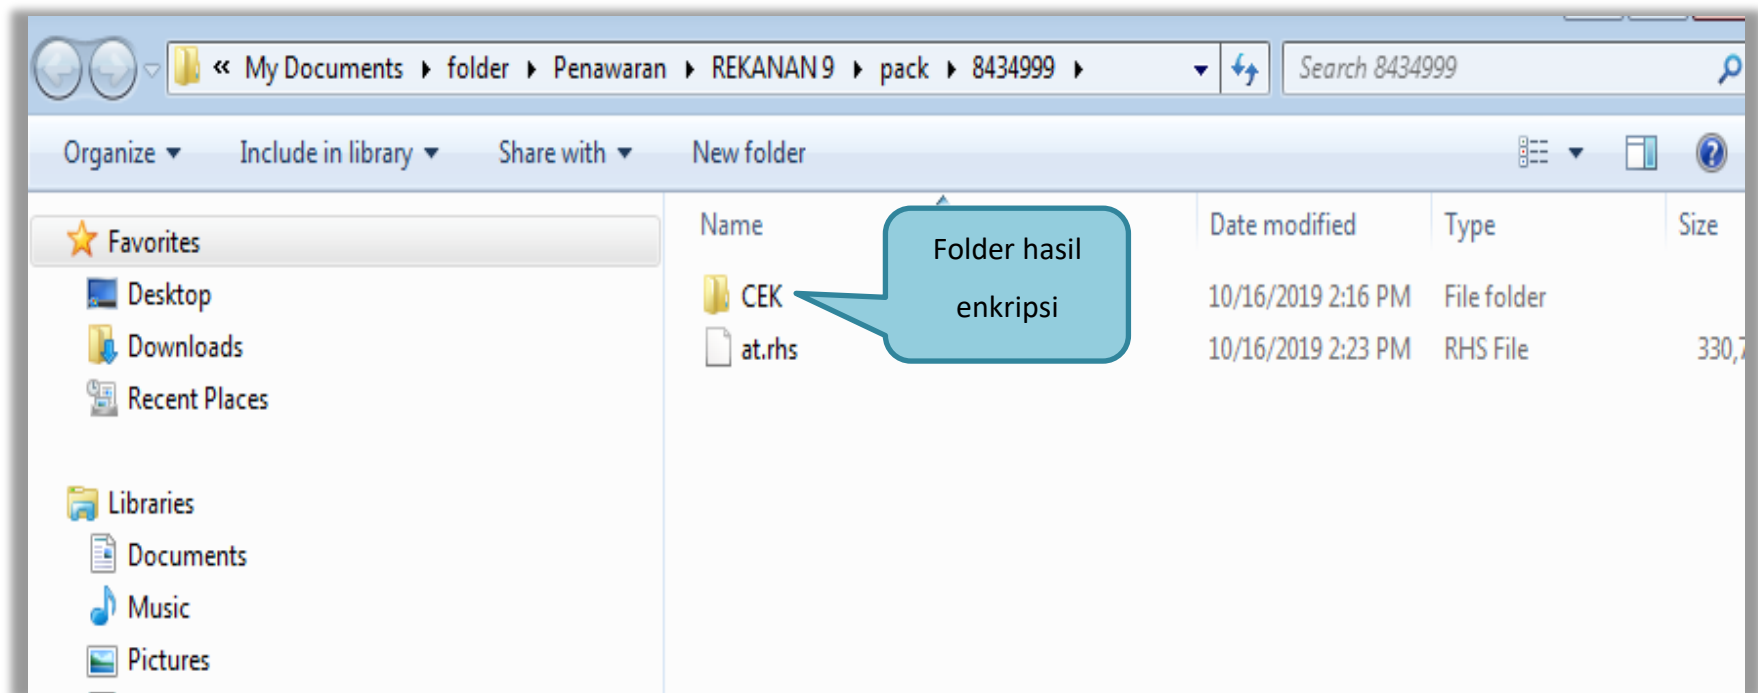 « My Documents folder Penawaran REKANAN 9 pack 8434999 Search 8434999
Organize Include in library Share with New folder
Name Date modified Type Size
Favorites
Desktop
Downloads
Recent Places
Libraries
Documents
Music
Pictures
CEK 10/16/2019 2:16 PM File folder
at.rhs 10/16/2019 2:23 PM RHS File 330,7
Folder hasil
enkripsi